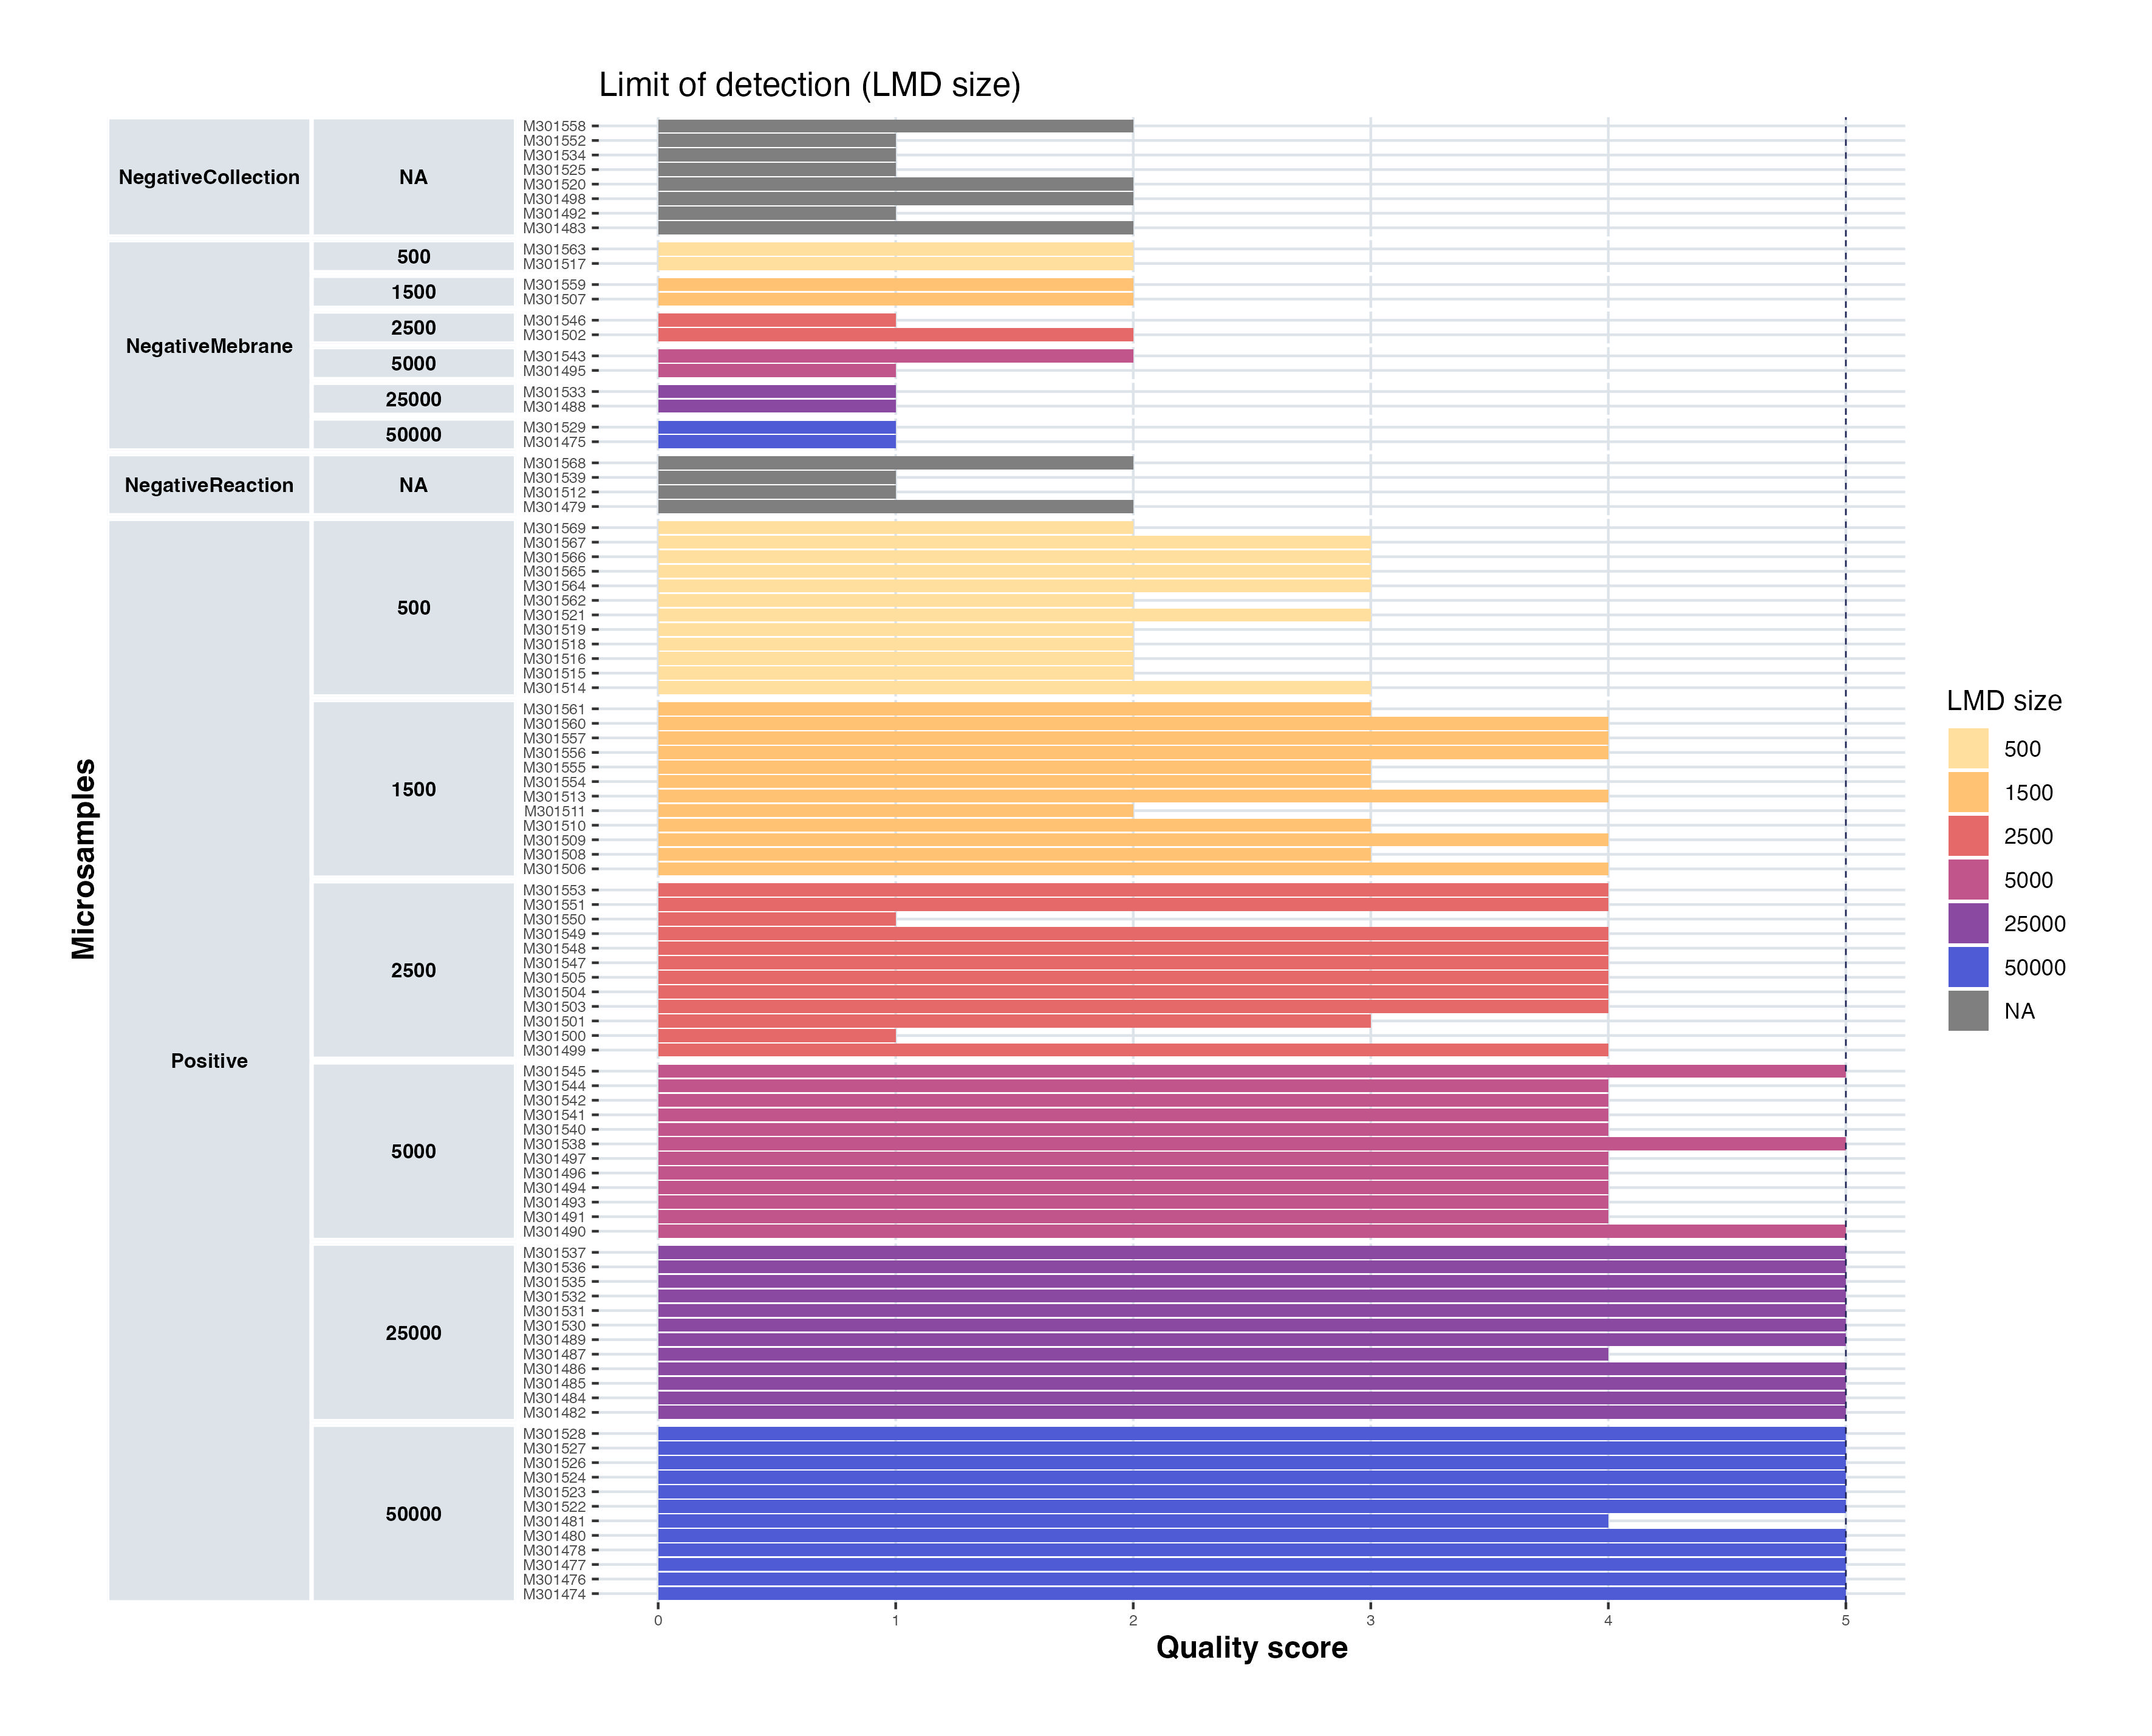 Limit of detection (LMD size)
Microsamples
NegativeCollection
NA
M301558
M301552
M301534
M301525
M301520
M301498
M301492
M301483
NegativeMebrane
500
M301563
M301517
1500
M301559
M301507
2500
M301546
M301502
5000
M301543
M301495
25000
M301533
M301488
50000
M301529
M301475
NegativeReaction
NA
M301568
M301539
M301512
M301479
Positive
500
M301569
M301567
M301566
M301565
M301564
M301562
M301521
M301519
M301518
M301516
M301515
M301514
1500
M301561
M301560
M301557
M301556
M301555
M301554
M301513
M301511
M301510
M301509
M301508
M301506
2500
M301553
M301551
M301550
M301549
M301548
M301547
M301505
M301504
M301503
M301501
M301500
M301499
5000
M301545
M301544
M301542
M301541
M301540
M301538
M301497
M301496
M301494
M301493
M301491
M301490
25000
M301537
M301536
M301535
M301532
M301531
M301530
M301489
M301487
M301486
M301485
M301484
M301482
50000
M301528
M301527
M301526
M301524
M301523
M301522
M301481
M301480
M301478
M301477
M301476
M301474
0 1 2 3 4 5
Quality score
LMD size
500
1500
2500
5000
25000
50000
NA